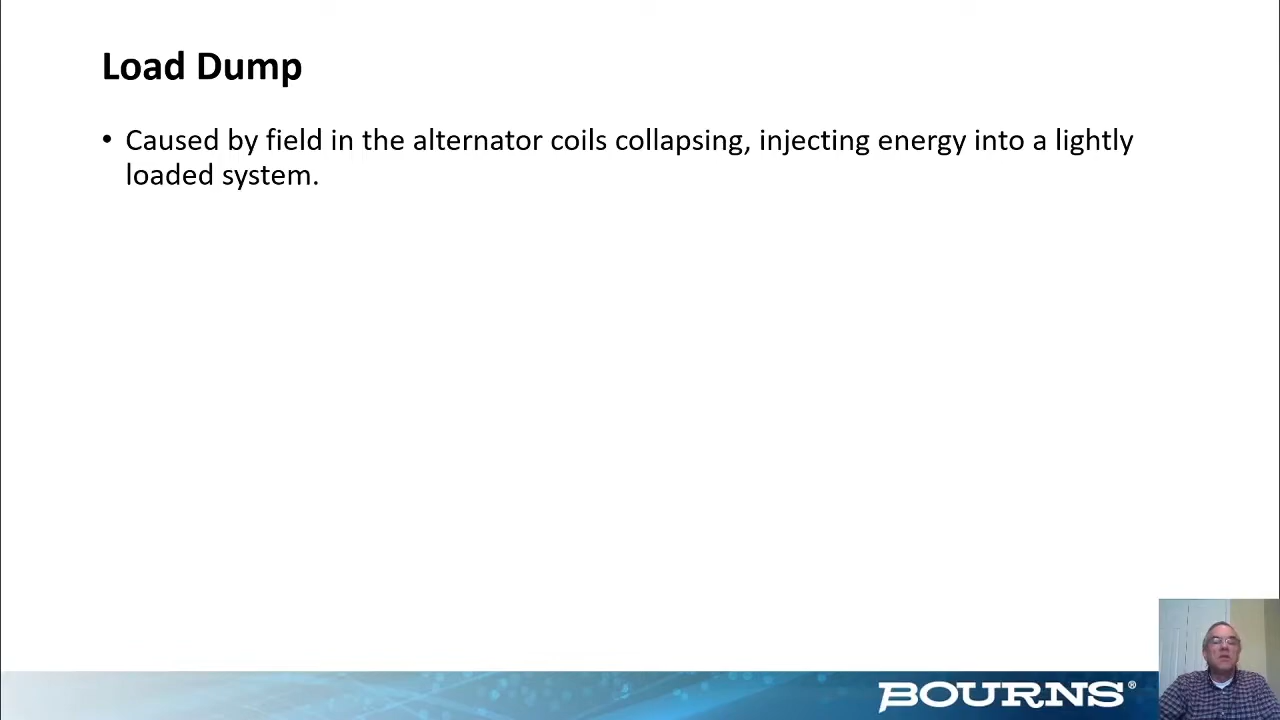 Load Dump
• Caused by field in the alternator coils collapsing, injecting energy into a lightly
loaded system.
BOURNS®